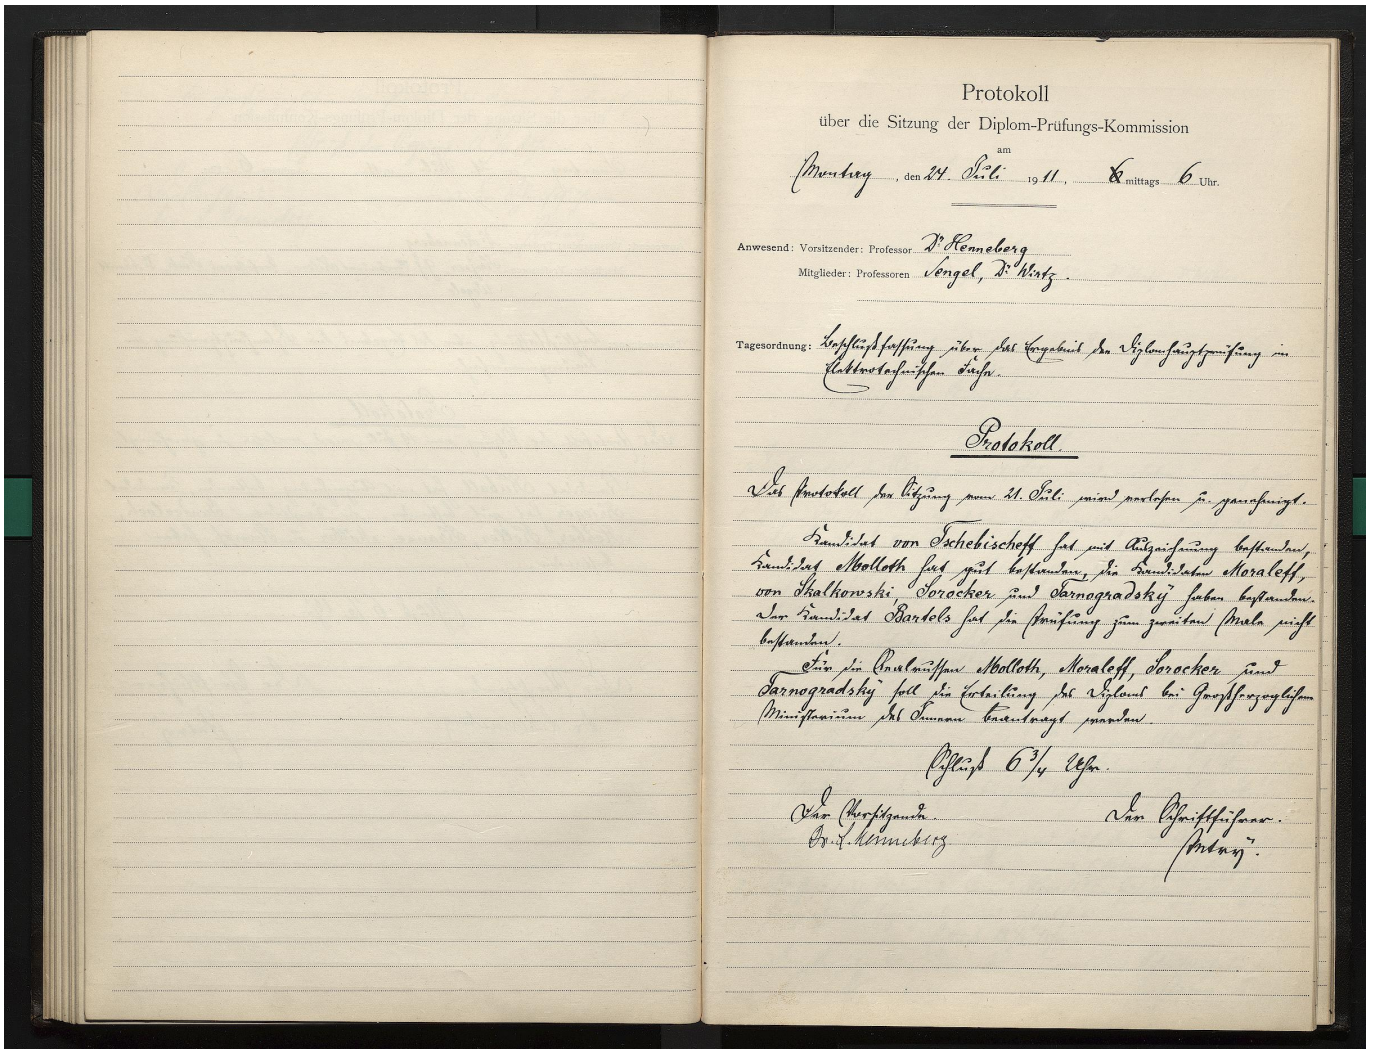 Protokoll
über die Sitzung der Diplom-Prüfungs-Kommission
am
Montag, den 24. Juli 1911, mittags 6 Uhr.
Anwesend: Vorsitzender: Professor Dr Henneberg
Mitglieder: Professoren Sengel, Dr Wirtz.
Tagesordnung: Beschlußfassung über das Ergebnis der Diplomhauptprüfung im
Elektrotechnischen Fache.
Protokoll.
Das Protokoll der Sitzung vom 21. Juli wird verlesen u. genehmigt.
Kandidat von Tschebischeff hat mit Auszeichnung bestanden,
Kandidat Molloth hat gut bestanden, die Kandidaten Moraleff,
von Skalkowski, Sorocker und Tarnogradský haben bestanden.
Der Kandidat Bartels hat die Prüfung zum zweiten Male nicht
bestanden.
Für die Realrussen Molloth, Moraleff, Sorocker und
Tarnogradský soll die Erteilung des Diploms bei Großherzoglichem
Ministerium des Innern beantragt werden.
Schluß 6 3/4 Uhr.
Der Vorsitzende. Der Schriftführer.
Dr. L. Henneberg.